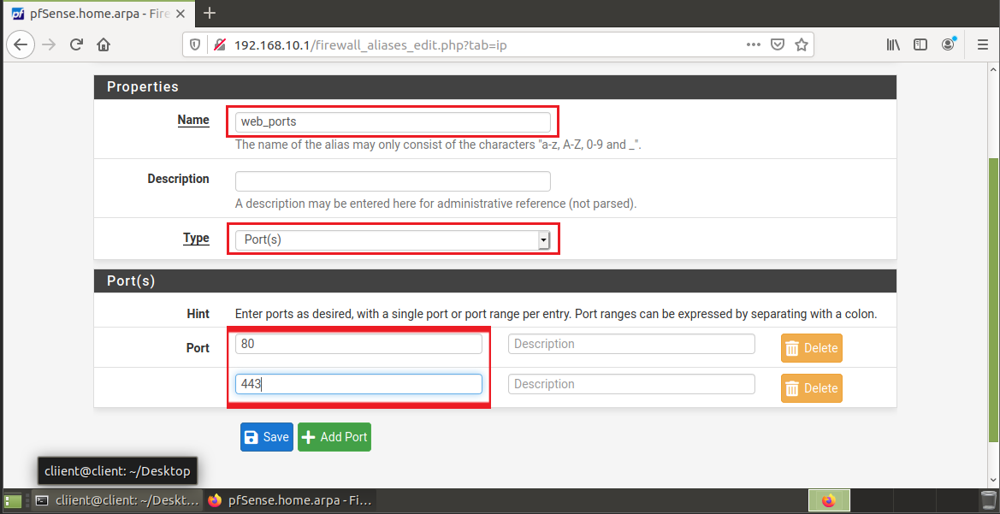 pfSense.home.arpa - Fire
192.168.10.1/firewall_aliases_edit.php?tab=ip
Properties
Name
web_ports
The name of the alias may only consist of the characters "a-z, A-Z, 0-9 and _".
Description
A description may be entered here for administrative reference (not parsed).
Type
Port(s)
Port(s)
Hint
Enter ports as desired, with a single port or port range per entry. Port ranges can be expressed by separating with a colon.
Port
80
Description
Delete
443
Description
Delete
Save
Add Port
cliient@client: ~/Desktop
cliient@client: ~/Deskt...
pfSense.home.arpa - Fi...